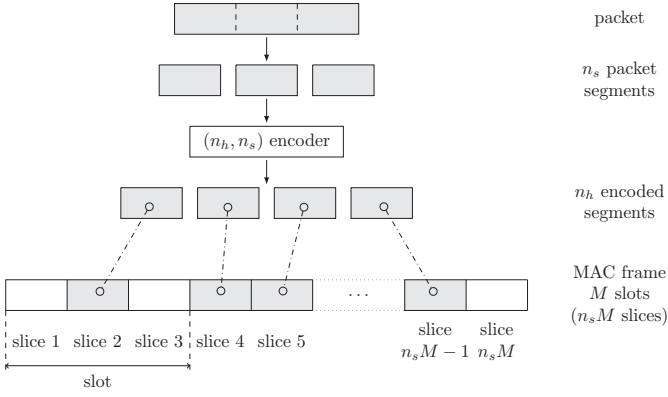 packet
n_s packet
segments
(n_h, n_s) encoder
n_h encoded
segments
MAC frame
M slots
(n_sM slices)
...
slice 1 slice 2 slice 3 slice 4 slice 5 slice slice
n_sM − 1 n_sM
slot